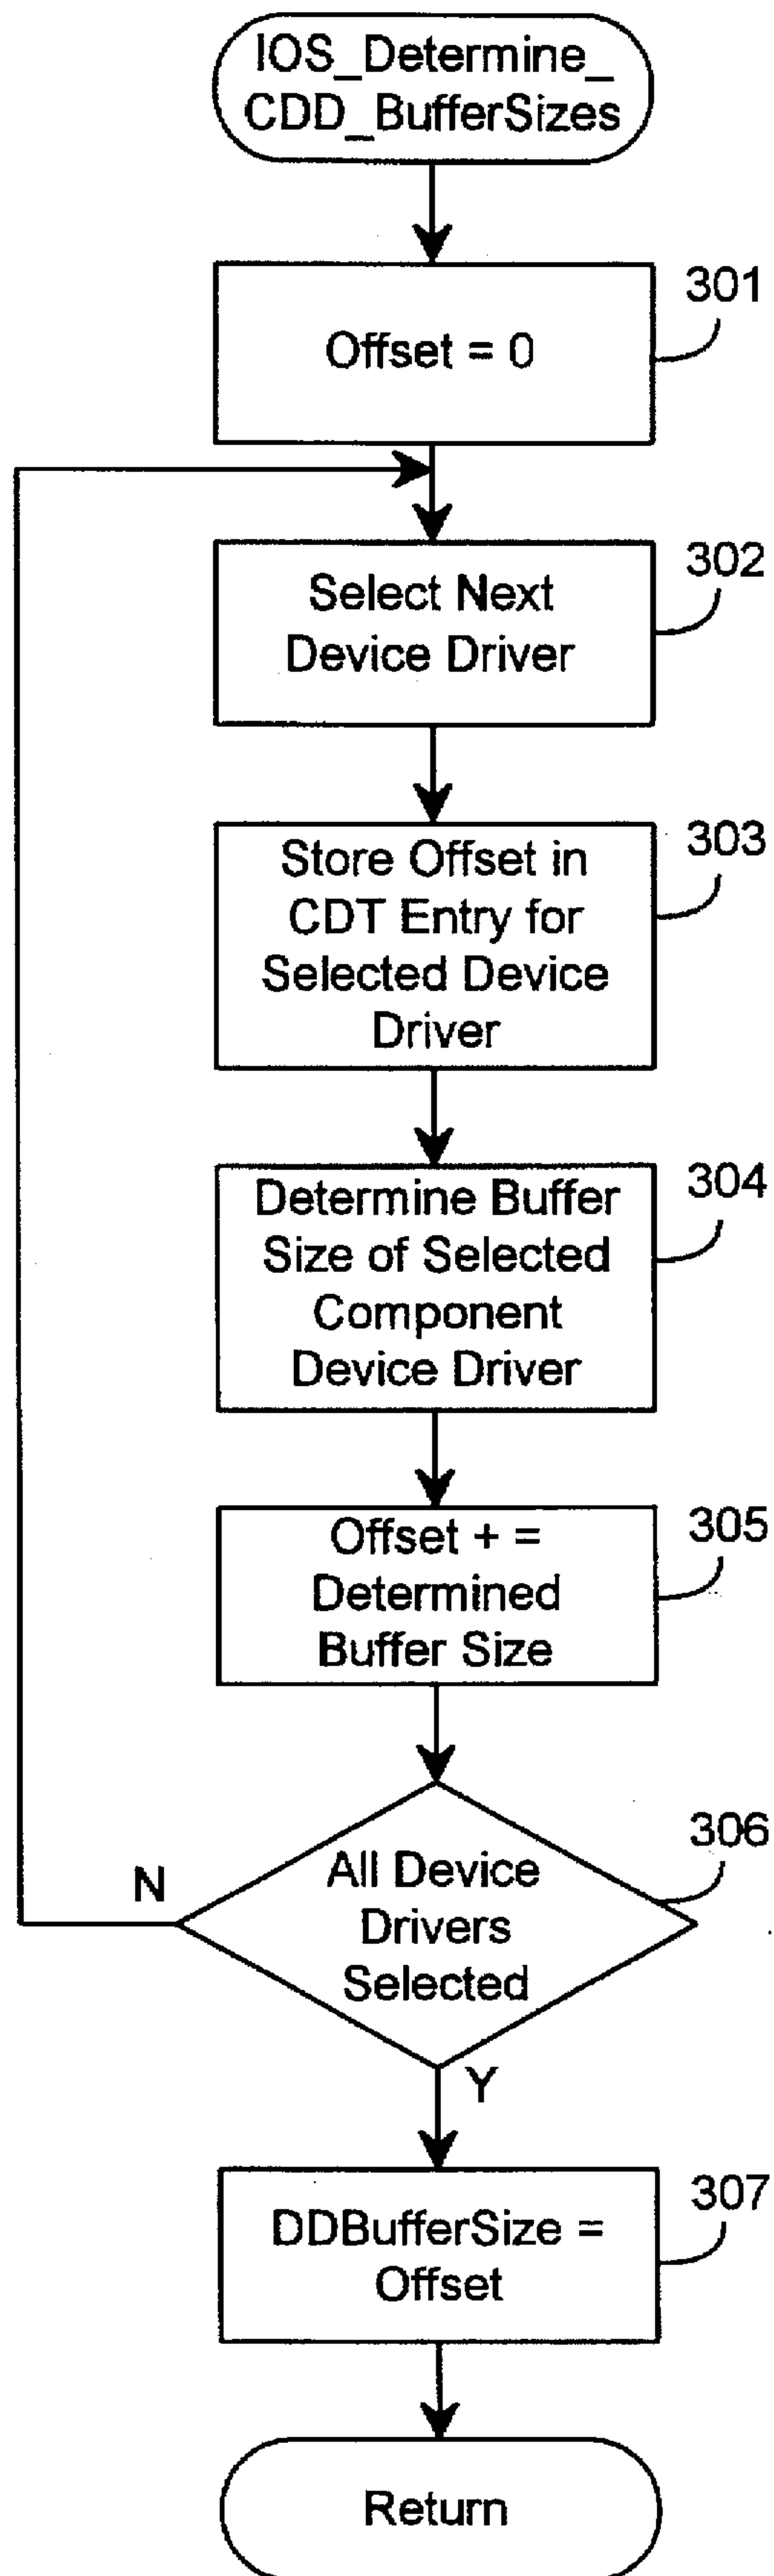 IOS_Determine_
CDD_BufferSizes
301
Offset = 0
302
Select Next
Device Driver
303
Store Offset in
CDT Entry for
Selected Device
Driver
304
Determine Buffer
Size of Selected
Component
Device Driver
305
Offset + =
Determined
Buffer Size
306
All Device
Drivers
Selected
N
Y
307
DDBufferSize =
Offset
Return